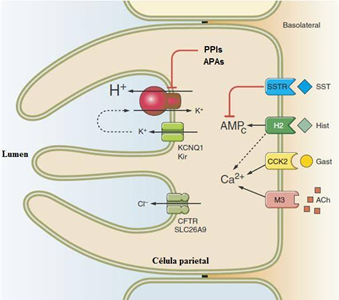 Basolateral
PPIs
APAs
H+
K+
K+
KCNQ1
Kir
Lumen
Cl−
CFTR
SLC26A9
Célula parietal
AMPc
Ca2+
SSTR
SST
H2
Hist
CCK2
Gast
M3
ACh